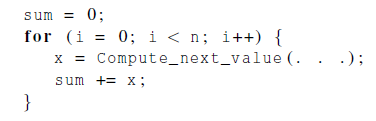 sum = 0;
for (i = 0; i < n; i++) {
x = Compute_next_value(. . .);
sum += x;
}